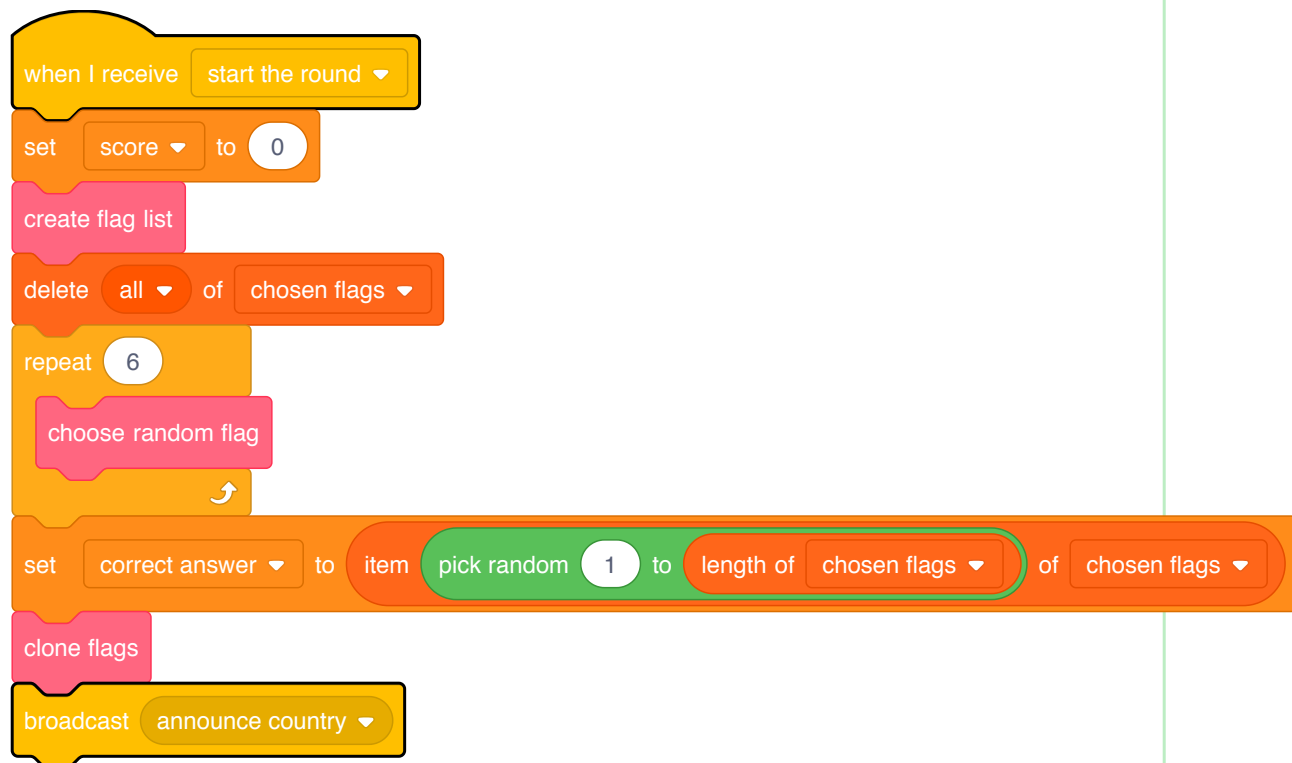 when I receive start the round
set score to 0
create flag list
delete all of chosen flags
repeat 6
choose random flag
set correct answer to item pick random 1 to length of chosen flags of chosen flags
clone flags
broadcast announce country